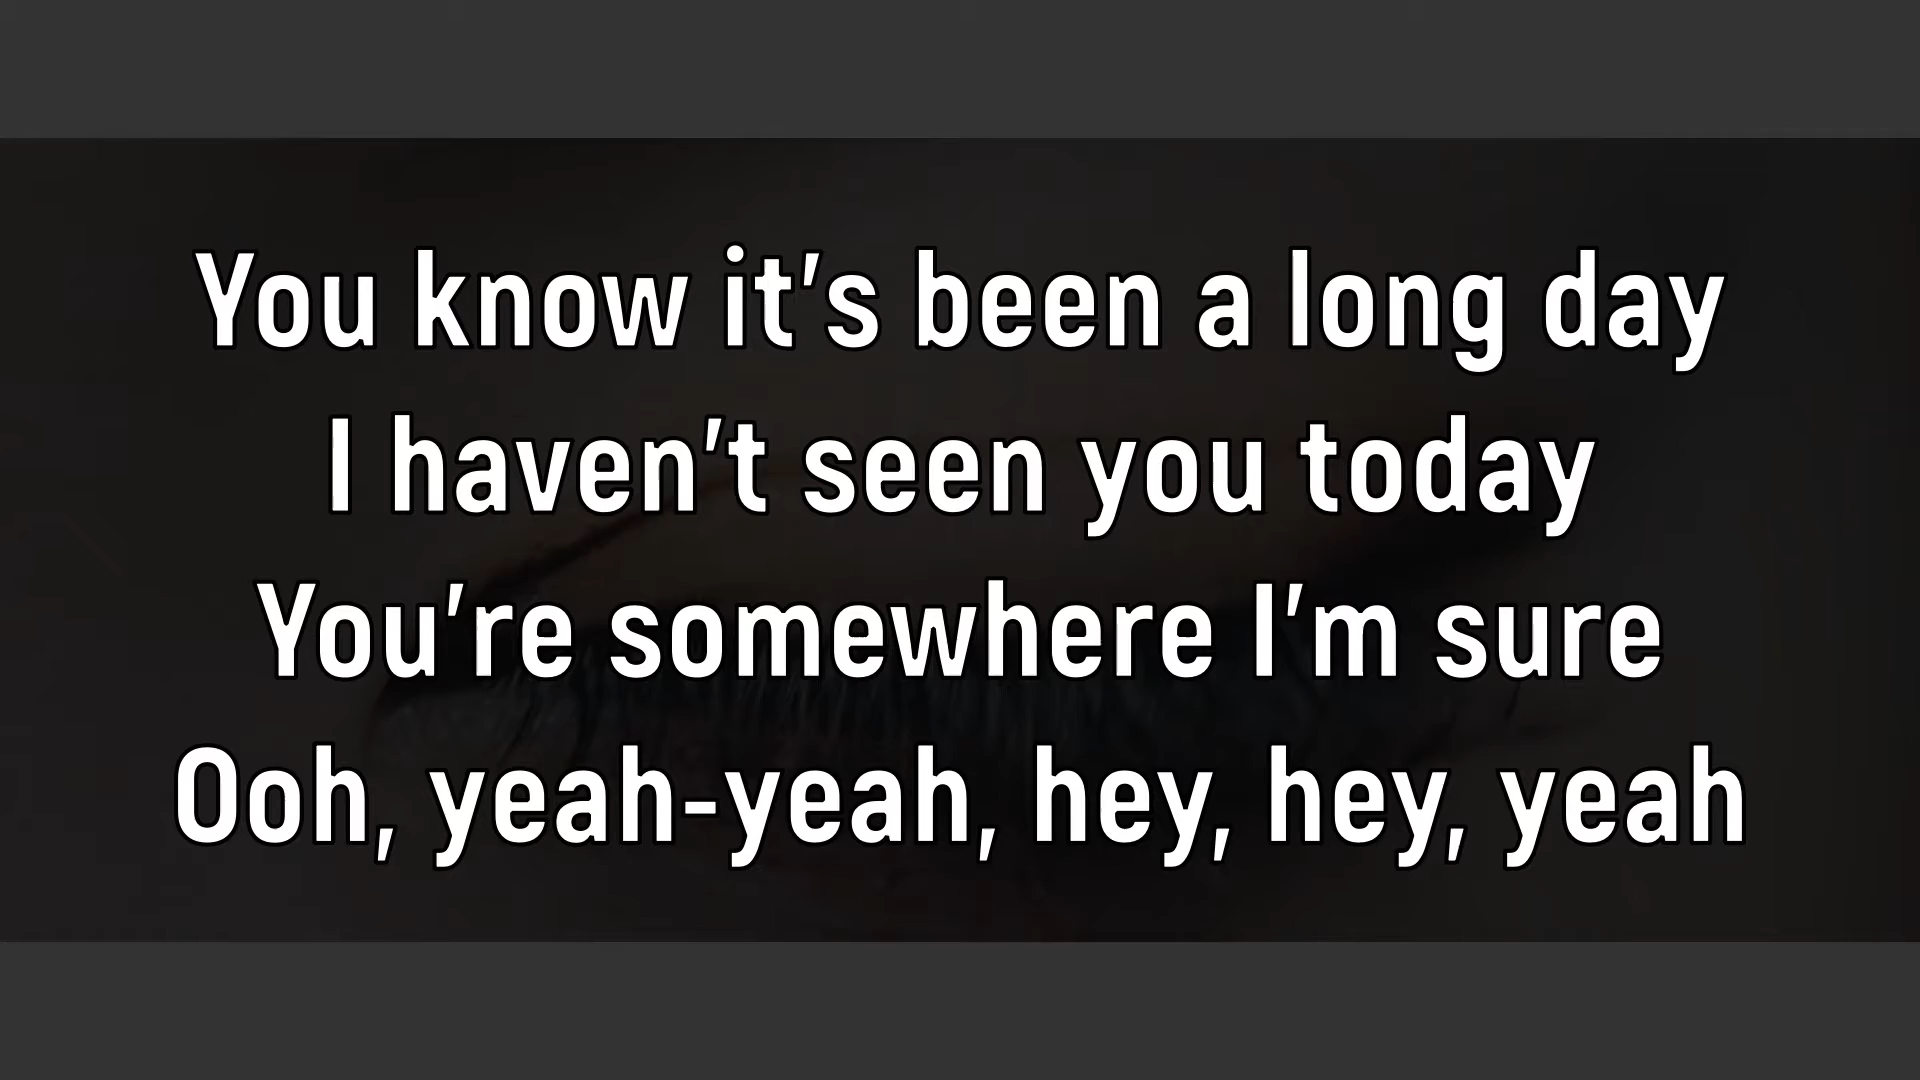 You know it's been a long day
I haven't seen you today
You're somewhere I'm sure
Ooh, yeah-yeah, hey, hey, yeah